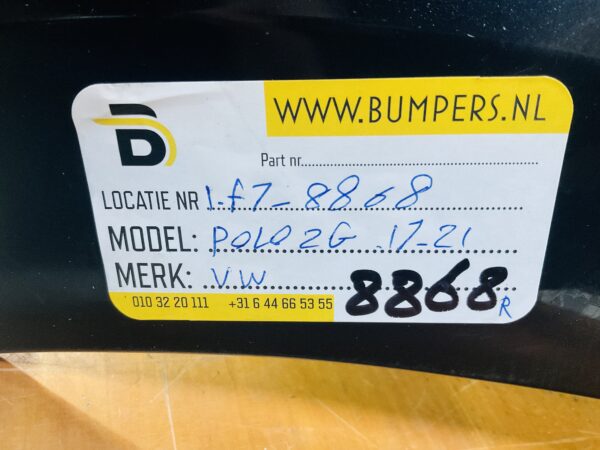 WWW.BUMPERS.NL
B
Part nr.
LOCATIE NR 1-f7-8868
MODEL: POLO 2G 17-21
MERK: VW
010 32 20 111 +31 6 44 66 53 55
8868 R